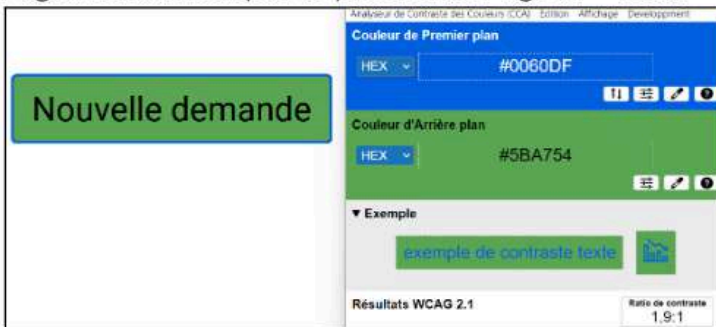 Analyseur de Contraste des Couleurs (CCA) Edition Affichage Développment
Couleur de Premier plan
HEX #0060DF
Nouvelle demande
Couleur d'Arrière plan
HEX #5BA754
▼ Exemple
exemple de contraste texte
Résultats WCAG 2.1
Ratio de contraste
1,9:1